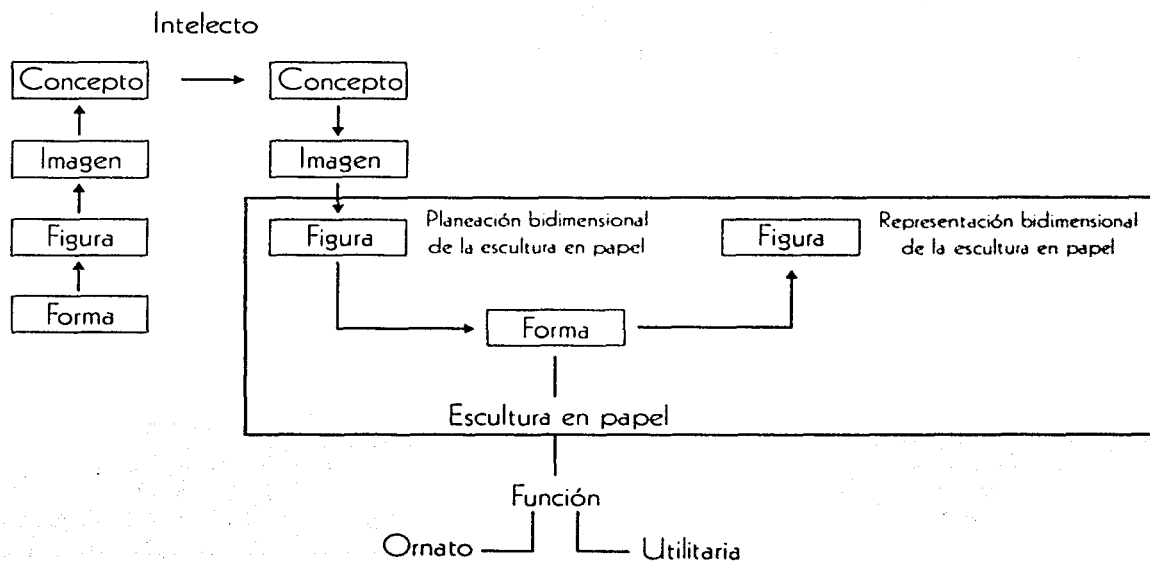 Intelecto
Concepto
Concepto
Imagen
Imagen
Figura
Planeación bidimensional
de la escultura en papel
Figura
Representación bidimensional
de la escultura en papel
Figura
Forma
Forma
Escultura en papel
Función
Ornato
Utilitaria